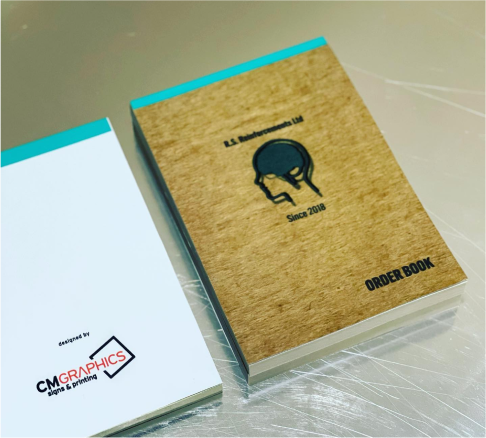 R.S. Reinforcements Ltd
Since 2018
ORDER BOOK
designed by
CMGRAPHICS
signs & printing